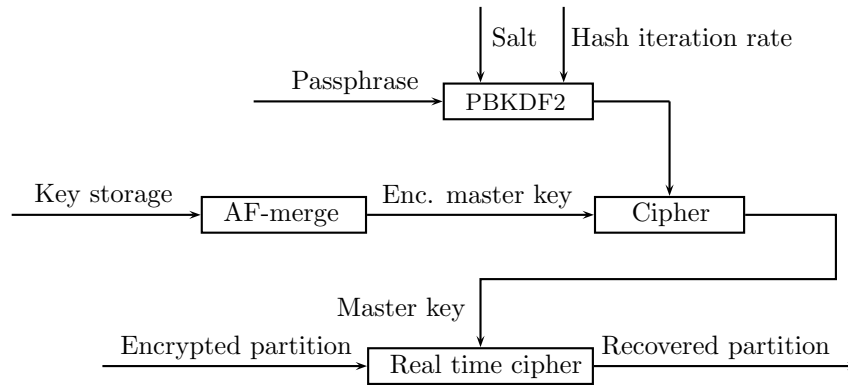 Salt
Hash iteration rate
Passphrase
PBKDF2
Key storage
AF-merge
Enc. master key
Cipher
Master key
Encrypted partition
Real time cipher
Recovered partition